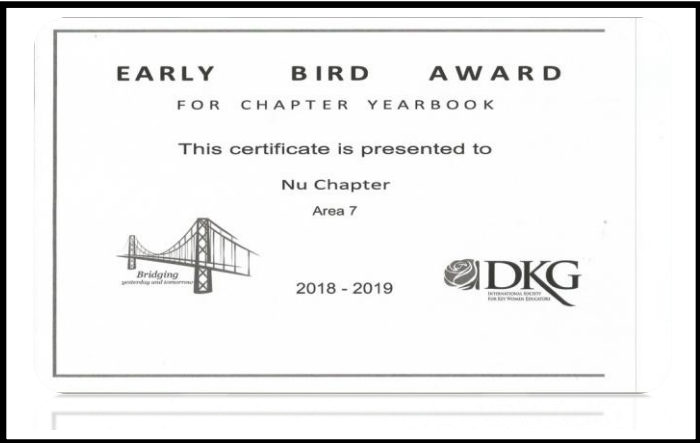 EARLY BIRD AWARD
FOR CHAPTER YEARBOOK
This certificate is presented to
Nu Chapter
Area 7
Bridging
yesterday and tomorrow
2018 - 2019
DKG
INTERNATIONAL SOCIETY
FOR KEY WOMEN EDUCATORS